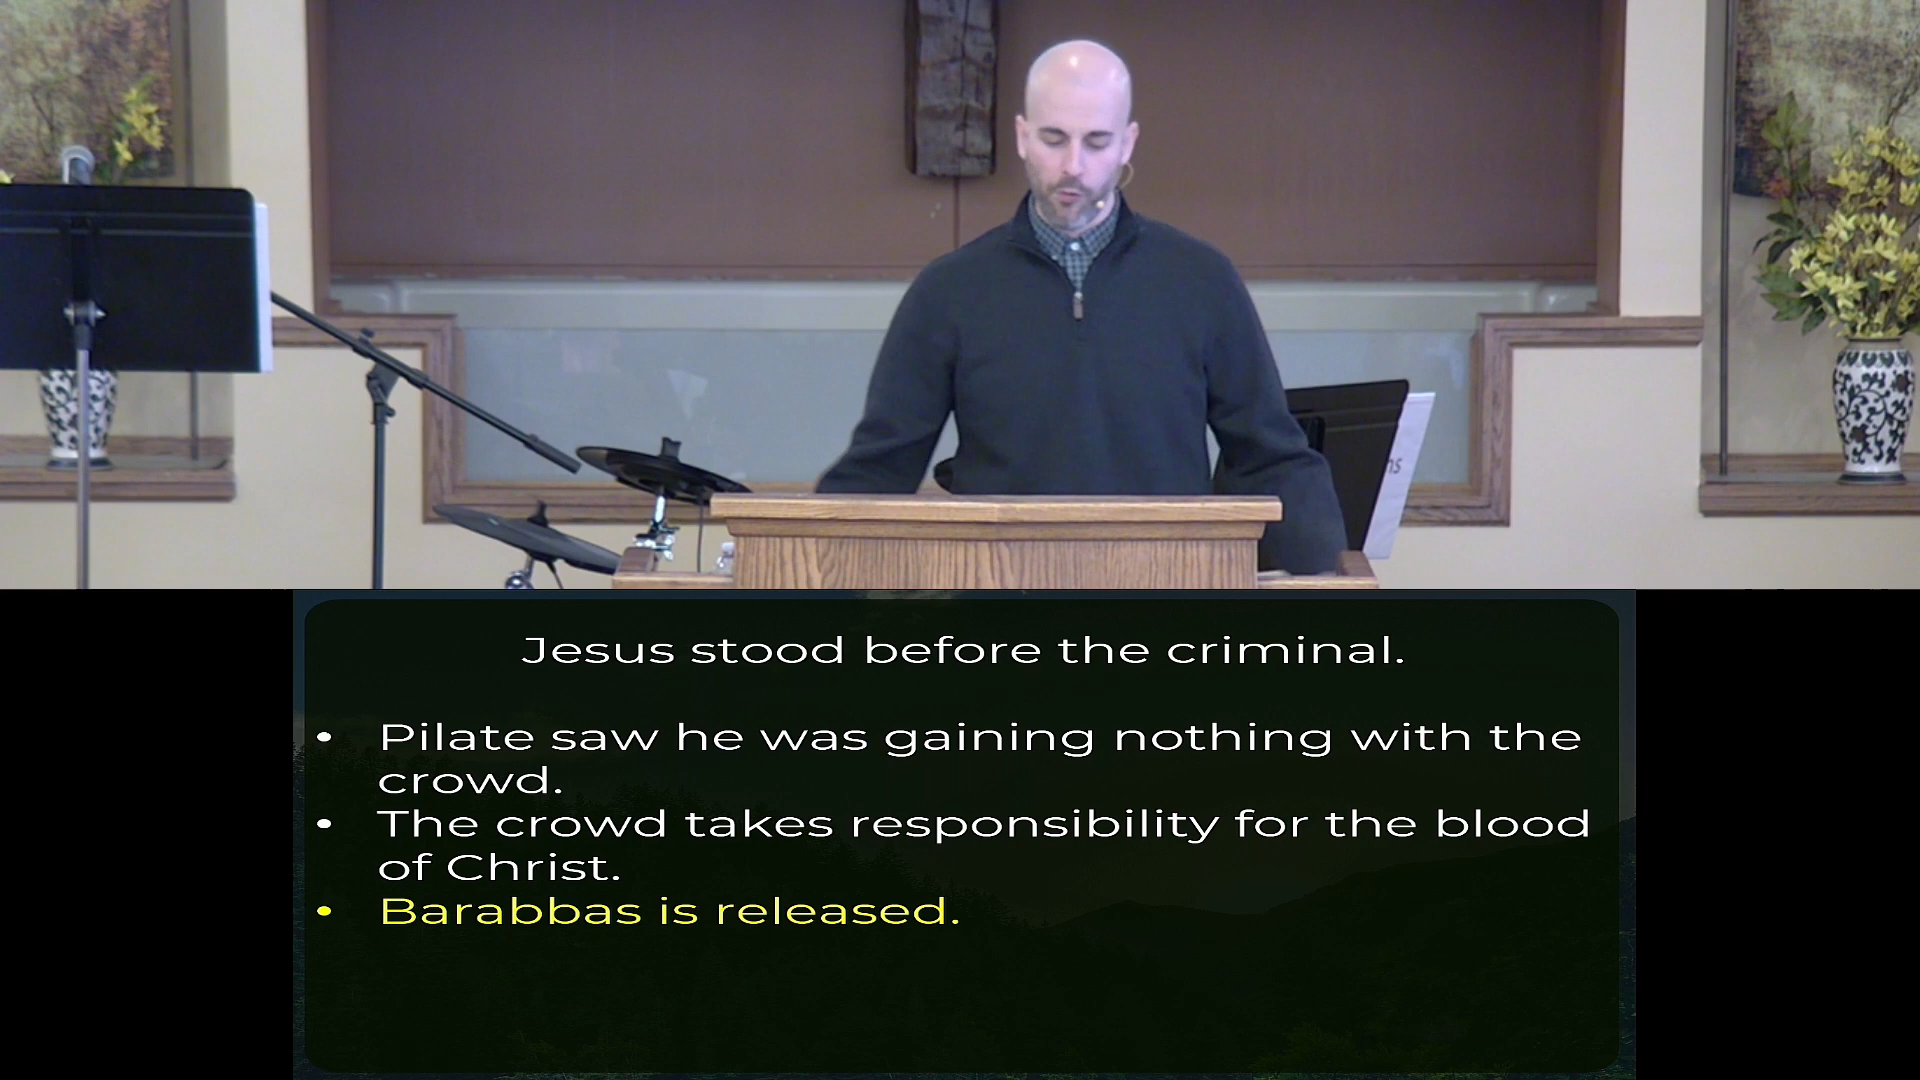 Jesus stood before the criminal.
• Pilate saw he was gaining nothing with the
crowd.
• The crowd takes responsibility for the blood
of Christ.
• Barabbas is released.